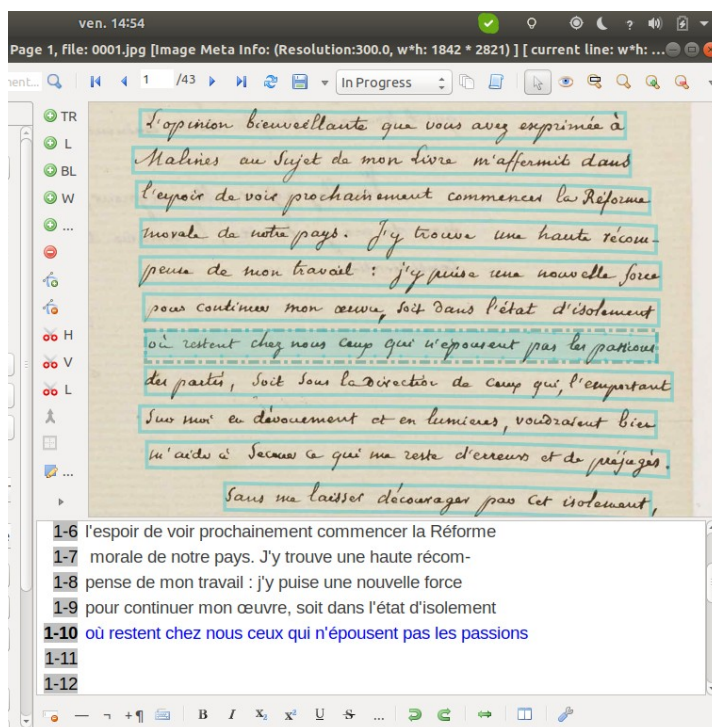 ven. 14:54
Page 1, file: 0001.jpg [Image Meta Info: (Resolution:300.0, w*h: 1842 * 2821) ] [ current line: w*h: ...
ment... 1 /43 In Progress
TR
L
BL
W
...
H
V
L
...
L'opinion bienveillante que vous avez exprimée à
Malines au Sujet de mon Livre m'affermit dans
l'espoir de voir prochainement commencer la Réforme
morale de notre pays. J'y trouve une haute récom-
pense de mon travail : j'y puise une nouvelle force
pour continuer mon œuvre, soit dans l'état d'isolement
où restent chez nous ceux qui n'épousent pas les passions
des partis, soit sous la direction de ceux qui, l'emportant
sur moi en dévouement et en lumières, voudraient bien
m'aider à secouer ce qui me reste d'erreurs et de préjugés.
Sans me laisser décourager par cet isolement,
1-6 l'espoir de voir prochainement commencer la Réforme
1-7 morale de notre pays. J'y trouve une haute récom-
1-8 pense de mon travail : j'y puise une nouvelle force
1-9 pour continuer mon œuvre, soit dans l'état d'isolement
1-10 où restent chez nous ceux qui n'épousent pas les passions
1-11
1-12
B I X₂ X² U S ...